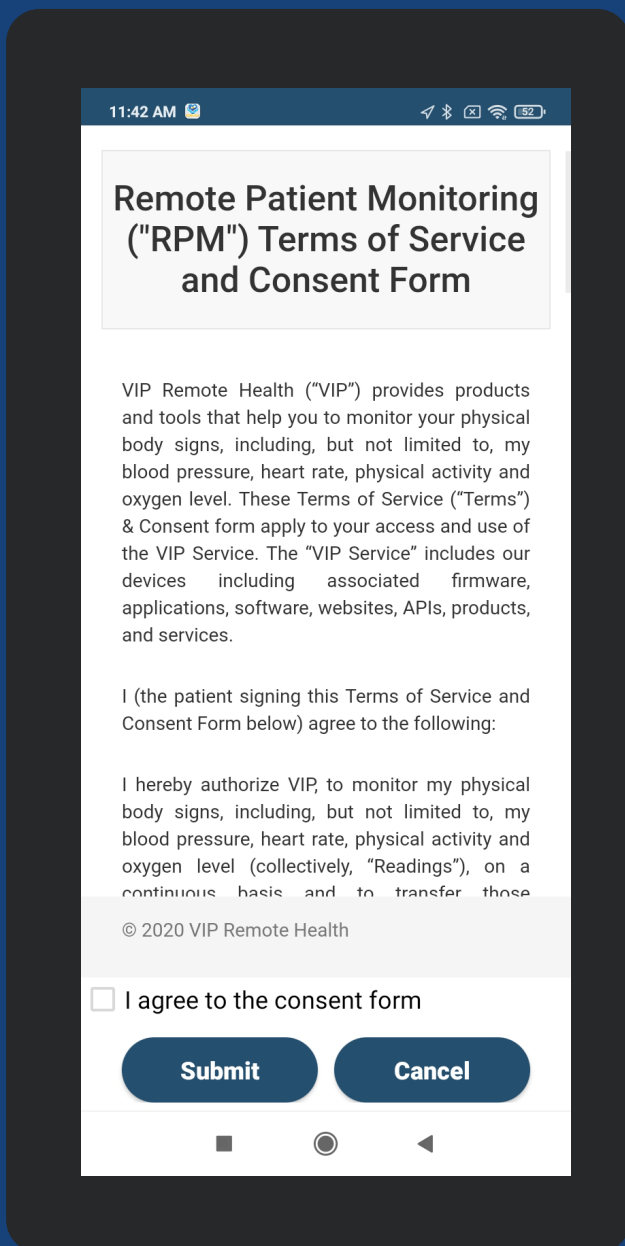 11:42 AM
52
Remote Patient Monitoring
("RPM") Terms of Service
and Consent Form
VIP Remote Health (“VIP”) provides products
and tools that help you to monitor your physical
body signs, including, but not limited to, my
blood pressure, heart rate, physical activity and
oxygen level. These Terms of Service (“Terms”)
& Consent form apply to your access and use of
the VIP Service. The “VIP Service” includes our
devices including associated firmware,
applications, software, websites, APIs, products,
and services.
I (the patient signing this Terms of Service and
Consent Form below) agree to the following:
I hereby authorize VIP, to monitor my physical
body signs, including, but not limited to, my
blood pressure, heart rate, physical activity and
oxygen level (collectively, “Readings”), on a
continuous basis and to transfer those
© 2020 VIP Remote Health
I agree to the consent form
Submit
Cancel